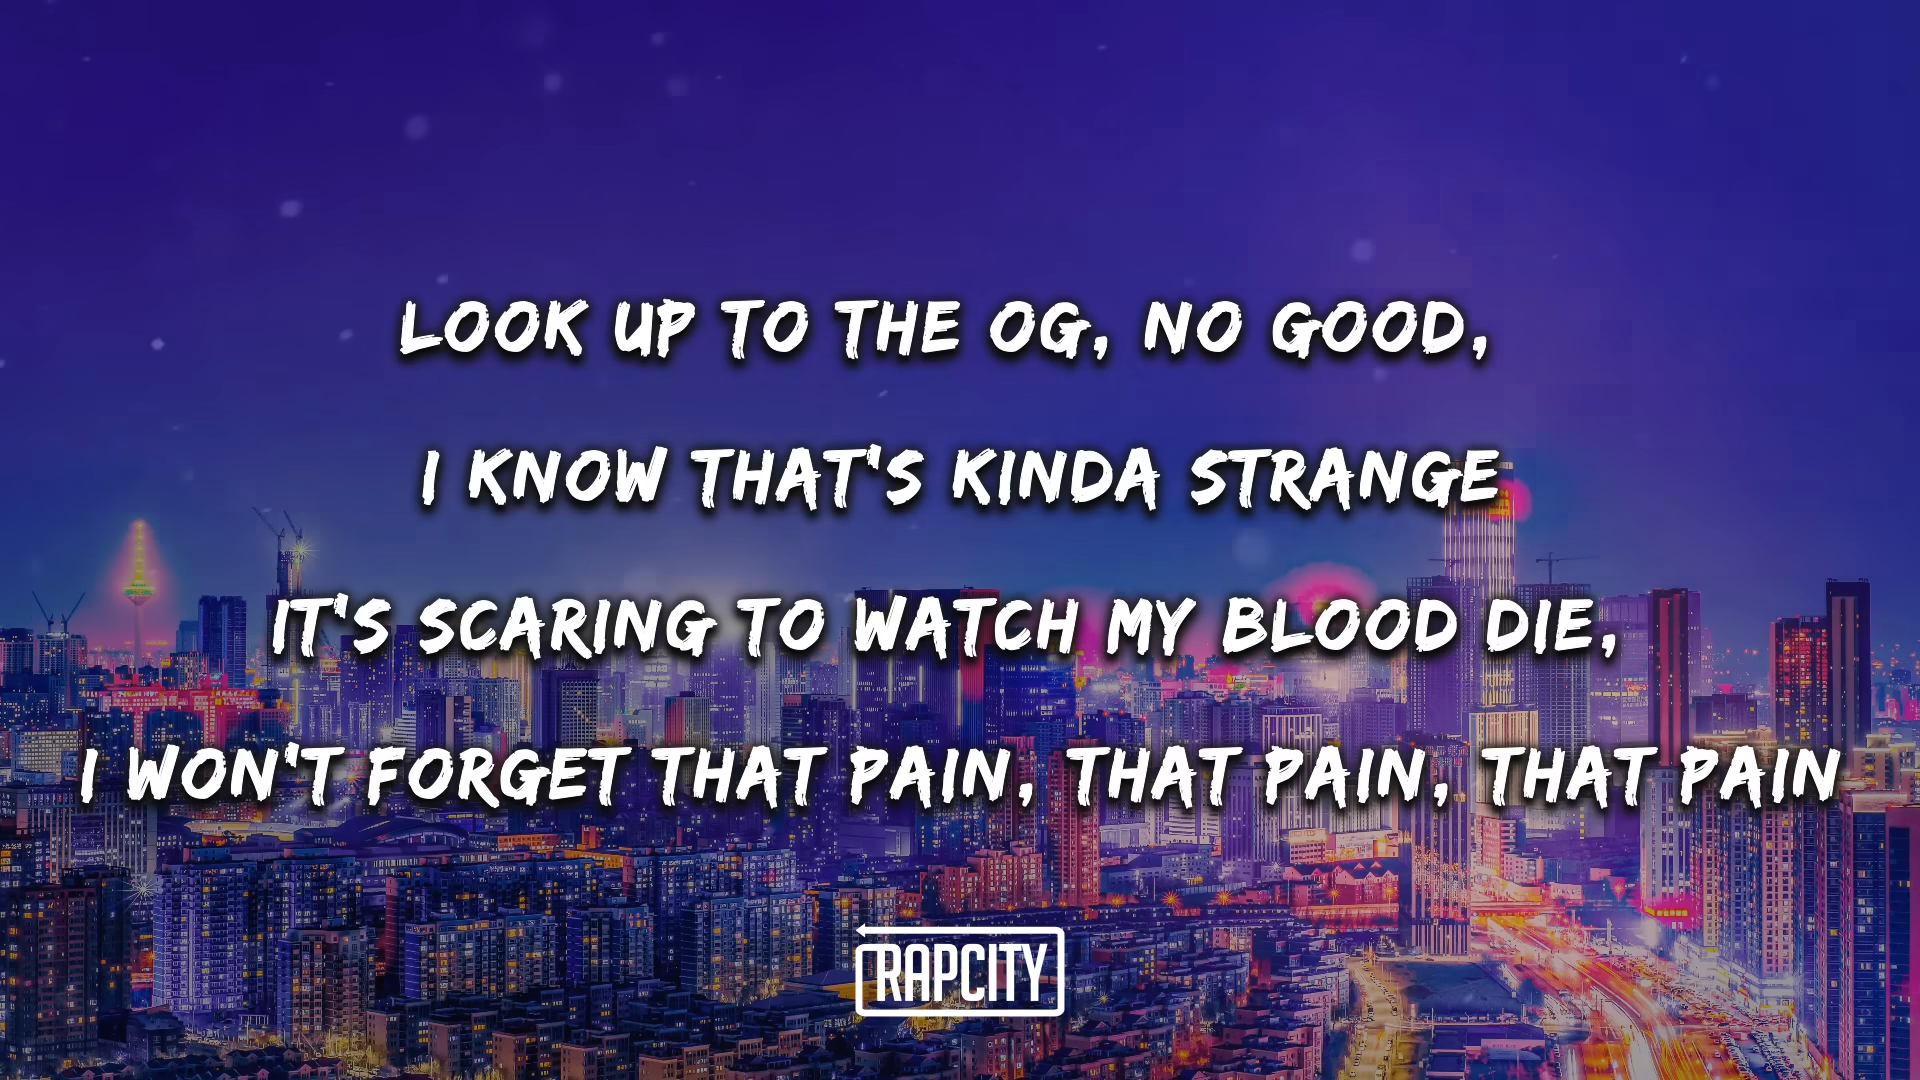 LOOK UP TO THE OG, NO GOOD,
I KNOW THAT'S KINDA STRANGE
IT'S SCARING TO WATCH MY BLOOD DIE,
I WON'T FORGET THAT PAIN, THAT PAIN, THAT PAIN
RAPCITY